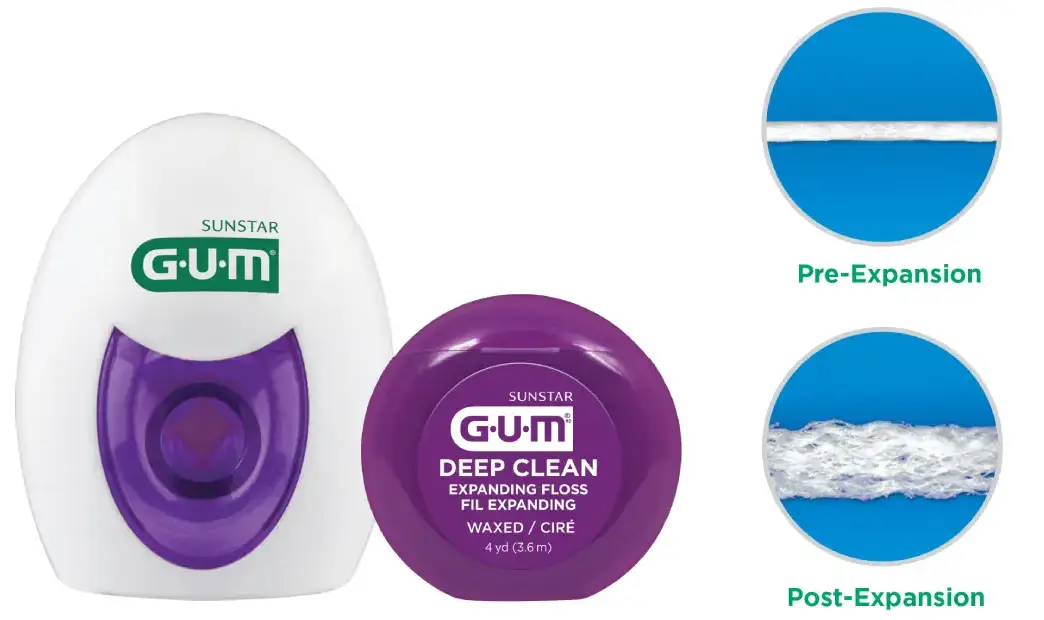 SUNSTAR
G·U·M®
SUNSTAR
G·U·M®
DEEP CLEAN
EXPANDING FLOSS
FIL EXPANDING
WAXED / CIRÉ
4 yd (3.6 m)
Pre-Expansion
Post-Expansion